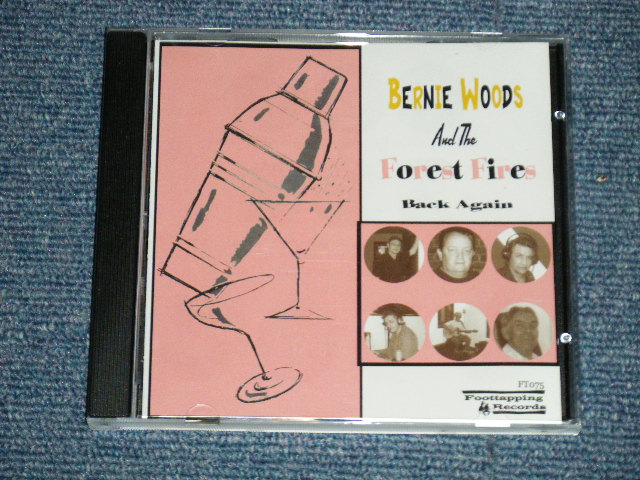 BERNIE WOODS
And The
Forest Fires
Back Again
FT075
Foottapping
Records